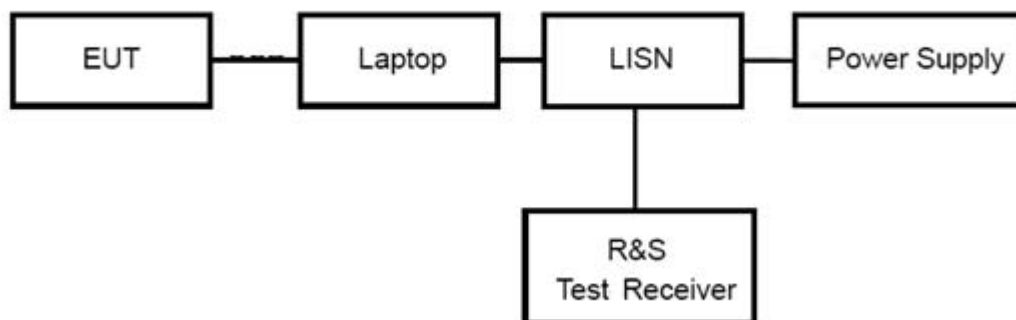 EUT
Laptop
LISN
Power Supply
R&S
Test Receiver